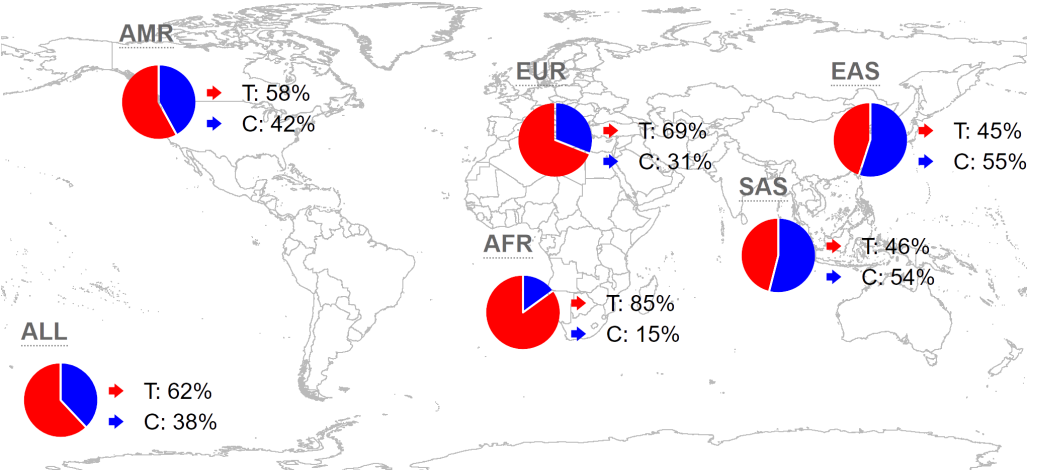 AMR
T: 58%
C: 42%
EUR
T: 69%
C: 31%
EAS
T: 45%
C: 55%
SAS
T: 46%
C: 54%
AFR
T: 85%
C: 15%
ALL
T: 62%
C: 38%